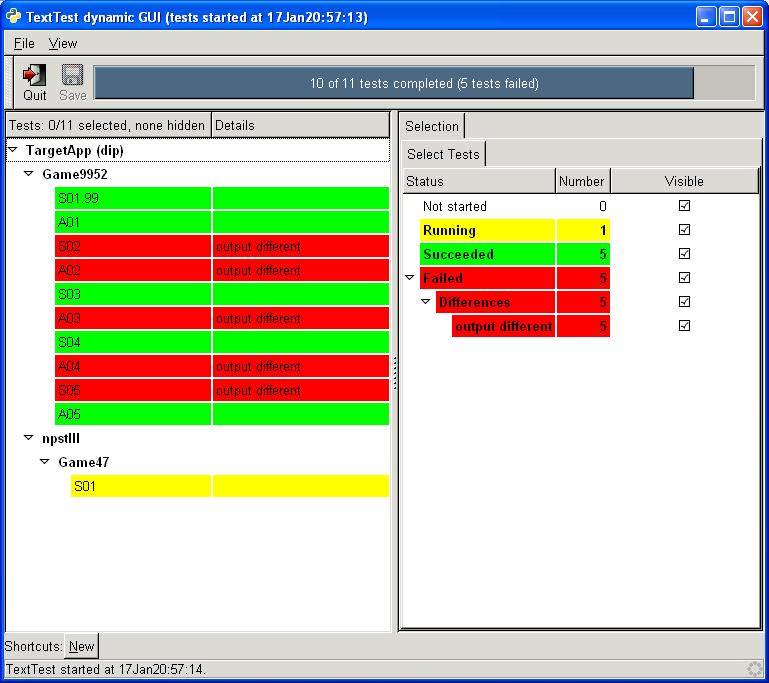 TextTest dynamic GUI (tests started at 17Jan20:57:13)
File View
Quit Save
10 of 11 tests completed (5 tests failed)
Tests: 0/11 selected, none hidden Details
TargetApp (dip)
Game9952
S01.99
A01
S02 output different
A02 output different
S03
A03 output different
S04
A04 output different
S05 output different
A05
npstIII
Game47
S01
Selection
Select Tests
Status Number Visible
Not started 0
Running 1
Succeeded 5
Failed 5
Differences 5
output different 5
Shortcuts: New
TextTest started at 17Jan20:57:14.